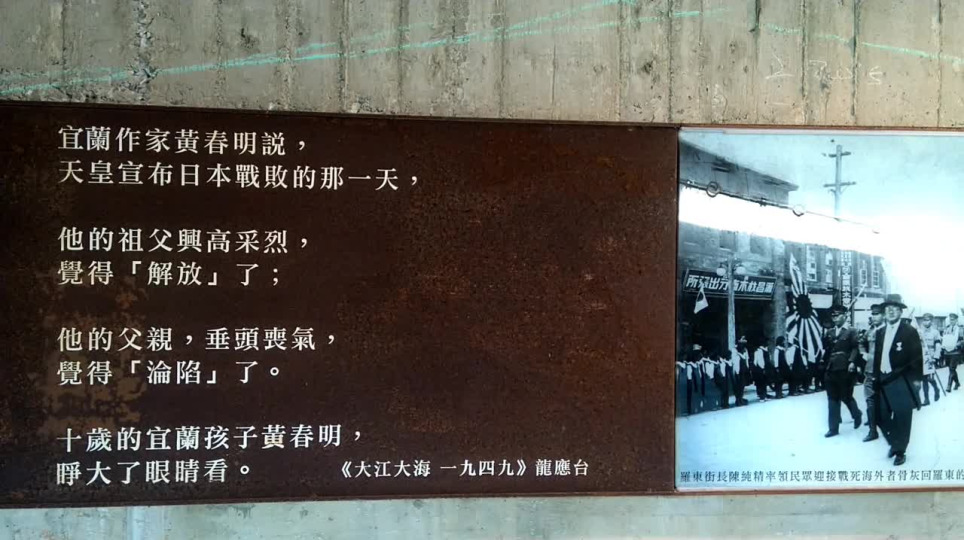 宜蘭作家黃春明說，
天皇宣布日本戰敗的那一天，
他的祖父興高采烈，
覺得「解放」了；
他的父親，垂頭喪氣，
覺得「淪陷」了。
十歲的宜蘭孩子黃春明，
睜大了眼睛看。
《大江大海 一九四九》龍應台
羅東街長陳純精率領民眾迎接戰死海外者骨灰回羅東的